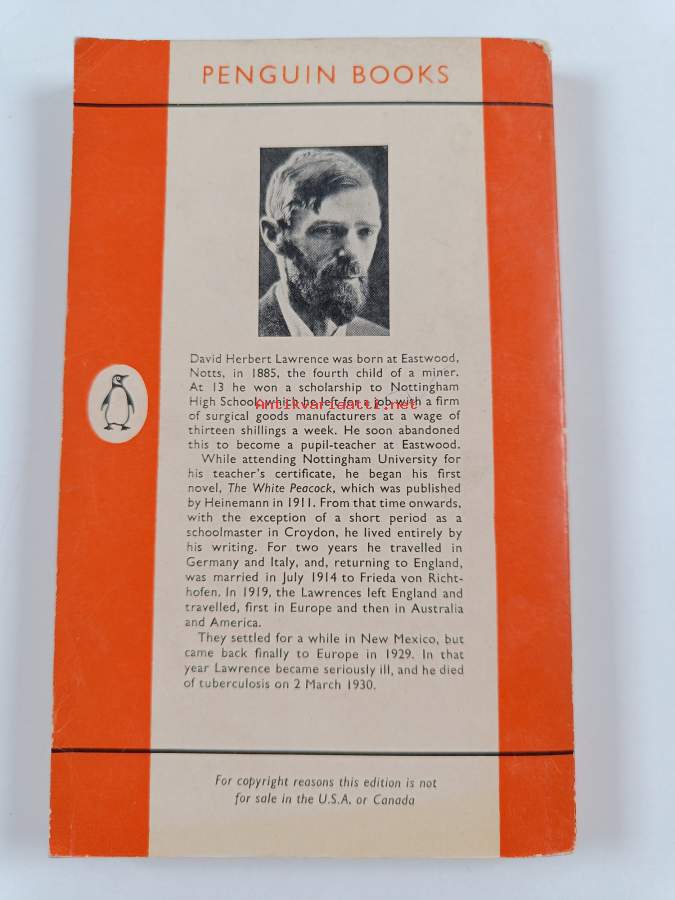 PENGUIN BOOKS
David Herbert Lawrence was born at Eastwood,
Notts, in 1885, the fourth child of a miner.
At 13 he won a scholarship to Nottingham
High School, which he left for a job with a firm
Antikvariaatti.net
of surgical goods manufacturers at a wage of
thirteen shillings a week. He soon abandoned
this to become a pupil-teacher at Eastwood.
While attending Nottingham University for
his teacher's certificate, he began his first
novel, The White Peacock, which was published
by Heinemann in 1911. From that time onwards,
with the exception of a short period as a
schoolmaster in Croydon, he lived entirely by
his writing. For two years he travelled in
Germany and Italy, and, returning to England,
was married in July 1914 to Frieda von Richt-
hofen. In 1919, the Lawrences left England and
travelled, first in Europe and then in Australia
and America.
They settled for a while in New Mexico, but
came back finally to Europe in 1929. In that
year Lawrence became seriously ill, and he died
of tuberculosis on 2 March 1930.
For copyright reasons this edition is not
for sale in the U.S.A. or Canada